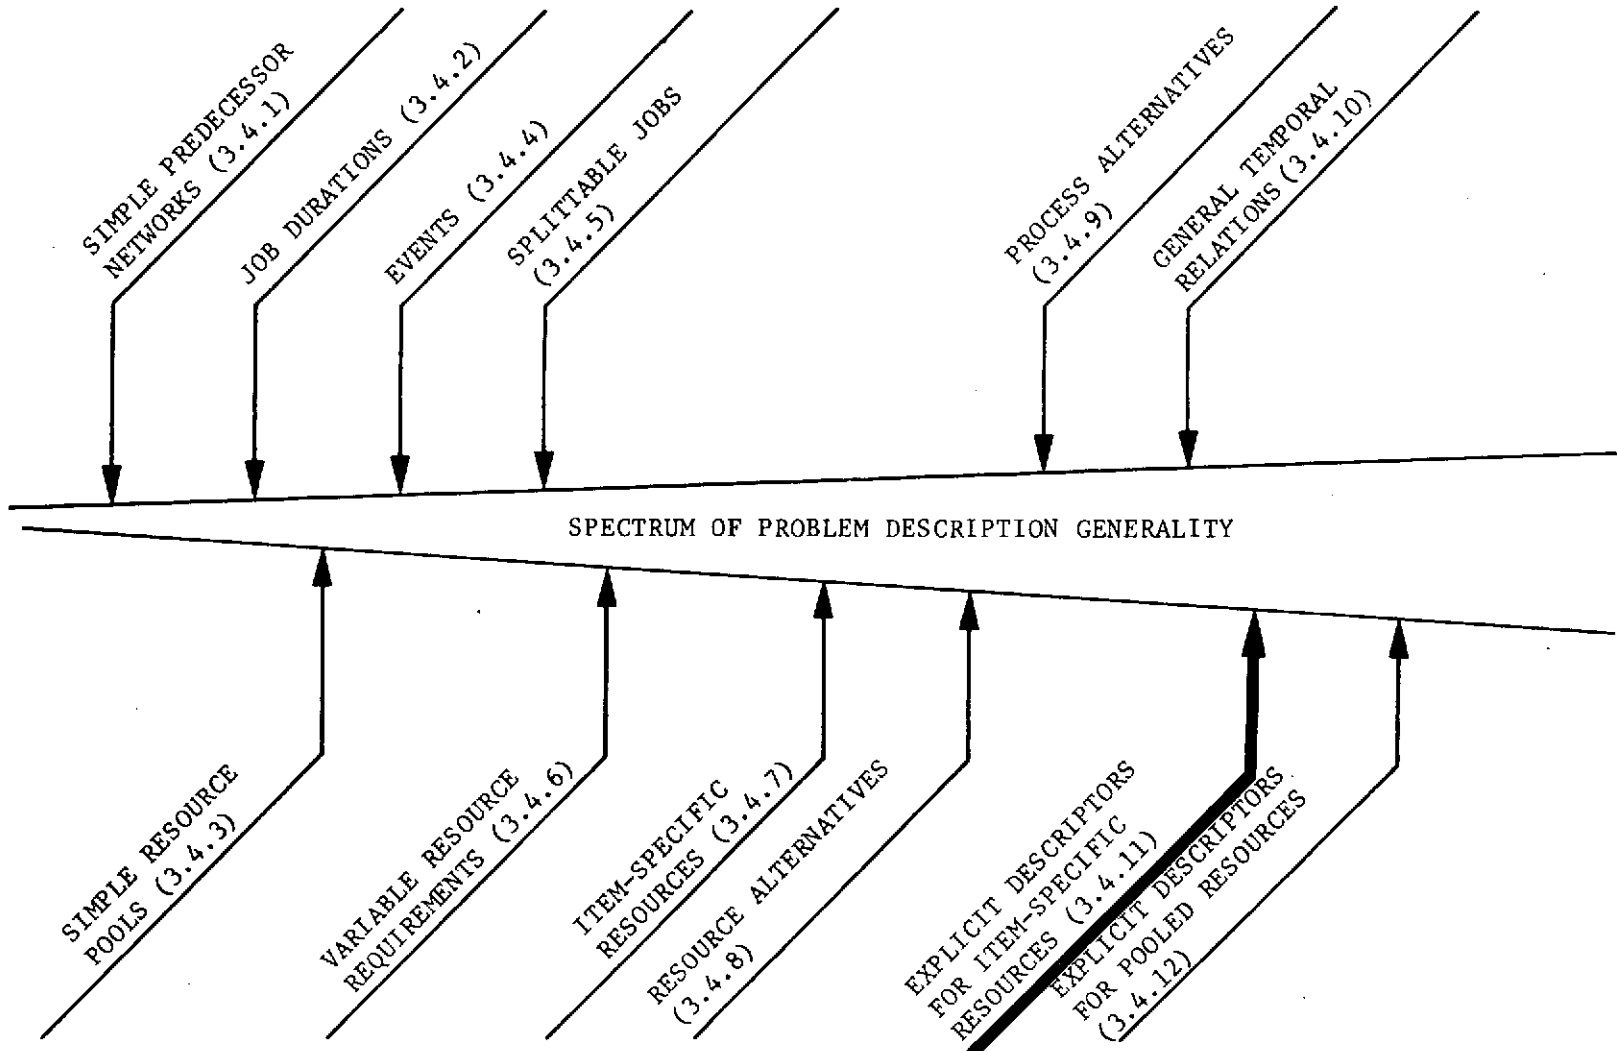 SIMPLE PREDECESSOR
NETWORKS (3.4.1)
JOB DURATIONS (3.4.2)
EVENTS (3.4.4)
SPLITTABLE JOBS
(3.4.5)
PROCESS ALTERNATIVES
(3.4.9)
GENERAL TEMPORAL
RELATIONS (3.4.10)
SPECTRUM OF PROBLEM DESCRIPTION GENERALITY
SIMPLE RESOURCE
POOLS (3.4.3)
VARIABLE RESOURCE
REQUIREMENTS (3.4.6)
ITEM-SPECIFIC
RESOURCES (3.4.7)
RESOURCE ALTERNATIVES
(3.4.8)
EXPLICIT DESCRIPTORS
FOR ITEM-SPECIFIC
RESOURCES (3.4.11)
EXPLICIT DESCRIPTORS
FOR POOLED RESOURCES
(3.4.12)